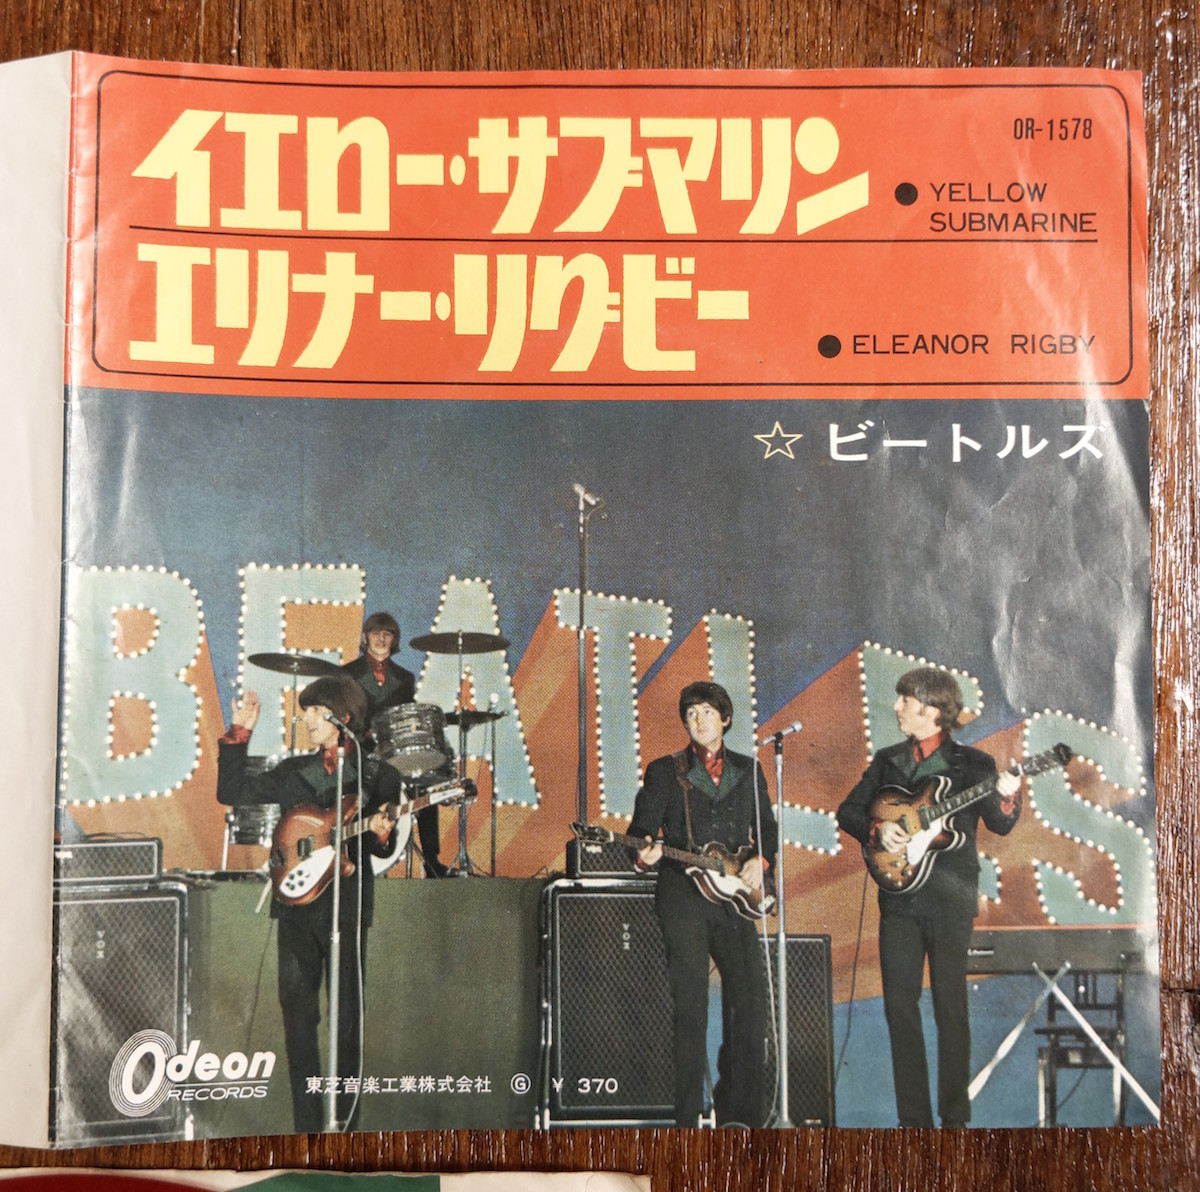 イエロー・サブマリン
OR-1578
● YELLOW
SUBMARINE
エリナー・リグビー
● ELEANOR RIGBY
☆ ビートルズ
BEATLES
VOX
VOX
Odeon
RECORDS
東芝音楽工業株式会社 Ⓖ ¥ 370